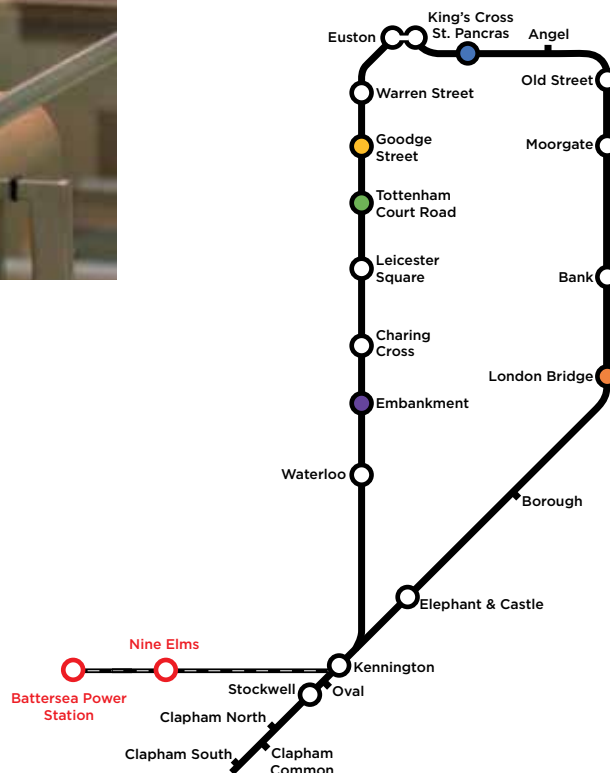 King's Cross
St. Pancras
Euston
Angel
Old Street
Warren Street
Goodge
Street
Moorgate
Tottenham
Court Road
Leicester
Square
Bank
Charing
Cross
London Bridge
Embankment
Waterloo
Borough
Elephant & Castle
Nine Elms
Kennington
Battersea Power
Station
Stockwell
Oval
Clapham North
Clapham South
Clapham
Common